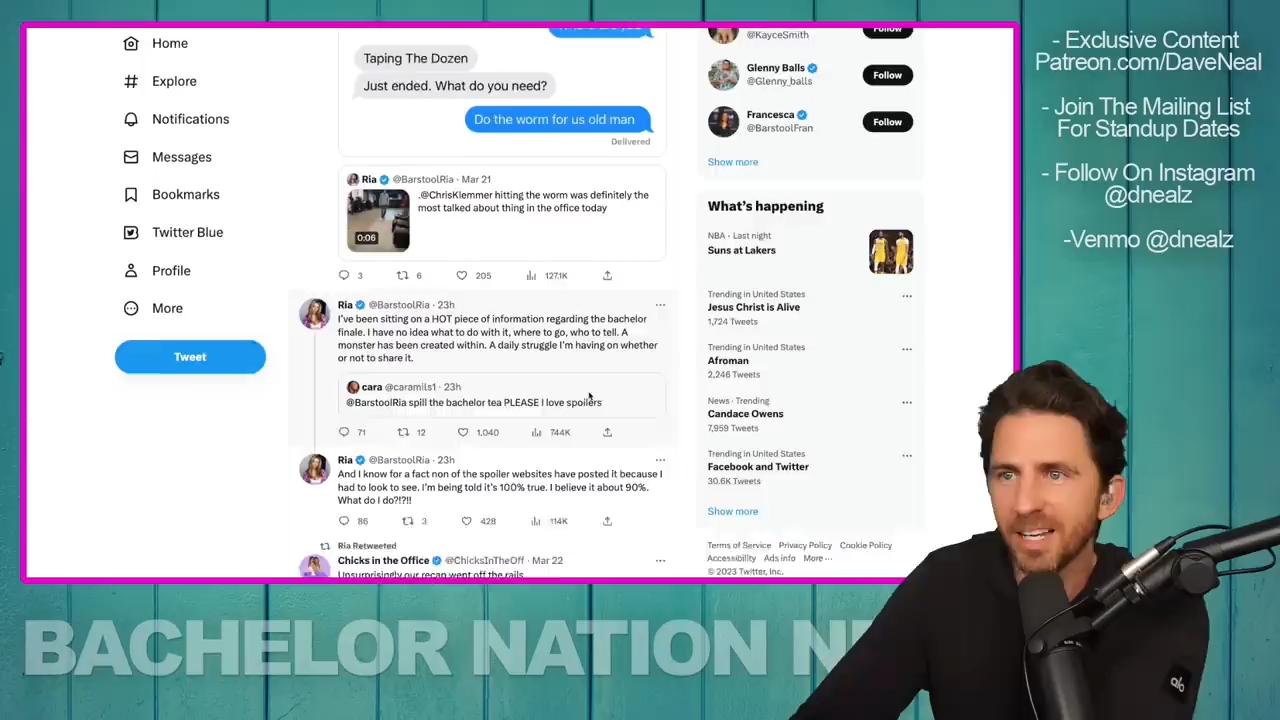 Home
Explore
Notifications
Messages
Bookmarks
Twitter Blue
Profile
More
Tweet
Taping The Dozen
Just ended. What do you need?
Do the worm for us old man
Delivered
Ria @BarstoolRia · Mar 21
.@ChrisKlemmer hitting the worm was definitely the
most talked about thing in the office today
0:06
3 6 205 127.1K
Ria @BarstoolRia · 23h
I've been sitting on a HOT piece of information regarding the bachelor
finale. I have no idea what to do with it, where to go, who to tell. A
monster has been created within. A daily struggle I'm having on whether
or not to share it.
cara @caramils1 · 23h
@BarstoolRia spill the bachelor tea PLEASE I love spoilers
71 12 1,040 744K
Ria @BarstoolRia · 23h
And I know for a fact non of the spoiler websites have posted it because I
had to look to see. I'm being told it's 100% true. I believe it about 90%.
What do I do?!?!!
86 3 428 114K
Ria Retweeted
Chicks in the Office @ChicksInTheOff · Mar 22
Unsurprisingly our recap went off the rails
@KayceSmith
Follow
Glenny Balls
@Glenny_balls
Follow
Francesca
@BarstoolFran
Follow
Show more
What's happening
NBA · Last night
Suns at Lakers
Trending in United States
Jesus Christ is Alive
1,724 Tweets
Trending in United States
Afroman
2,246 Tweets
News · Trending
Candace Owens
7,959 Tweets
Trending in United States
Facebook and Twitter
30.6K Tweets
Show more
Terms of Service Privacy Policy Cookie Policy
Accessibility Ads info More ···
© 2023 Twitter, Inc.
- Exclusive Content
Patreon.com/DaveNeal
- Join The Mailing List
For Standup Dates
- Follow On Instagram
@dnealz
-Venmo @dnealz
BACHELOR NATION